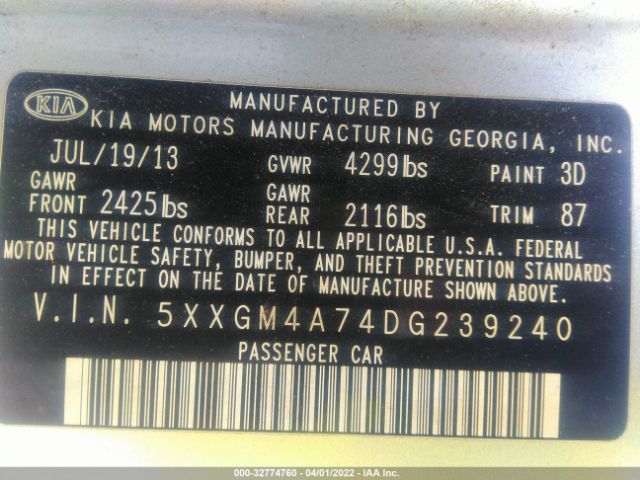 KIA
MANUFACTURED BY
KIA MOTORS MANUFACTURING GEORGIA, INC.
JUL/19/13 GVWR 4299lbs PAINT 3D
GAWR FRONT 2425lbs GAWR REAR 2116lbs TRIM 87
THIS VEHICLE CONFORMS TO ALL APPLICABLE U.S.A. FEDERAL
MOTOR VEHICLE SAFETY, BUMPER, AND THEFT PREVENTION STANDARDS
IN EFFECT ON THE DATE OF MANUFACTURE SHOWN ABOVE.
V.I.N. 5XXGM4A74DG239240
PASSENGER CAR
000-32774760 - 04/01/2022 - IAA Inc.